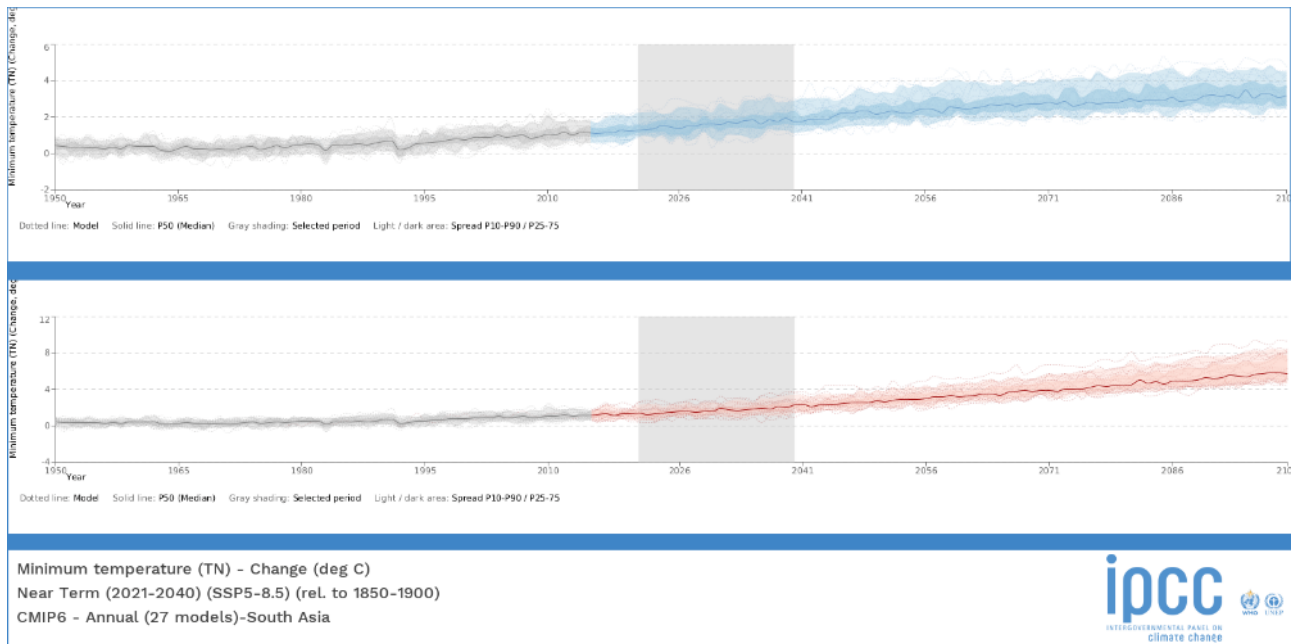 Minimum temperature (TN) (Change, deg
6
4
2
0
-2
1950 1965 1980 1995 2010 2026 2041 2056 2071 2086 210
Year
Dotted line: Model Solid line: P50 (Median) Gray shading: Selected period Light / dark area: Spread P10-P90 / P25-75
Minimum temperature (TN) (Change, deg
12
8
4
0
-4
1950 1965 1980 1995 2010 2026 2041 2056 2071 2086 210
Year
Dotted line: Model Solid line: P50 (Median) Gray shading: Selected period Light / dark area: Spread P10-P90 / P25-75
Minimum temperature (TN) - Change (deg C)
Near Term (2021-2040) (SSP5-8.5) (rel. to 1850-1900)
CMIP6 - Annual (27 models)-South Asia
ipcc
INTERGOVERNMENTAL PANEL ON
climate change
WMO UNEP